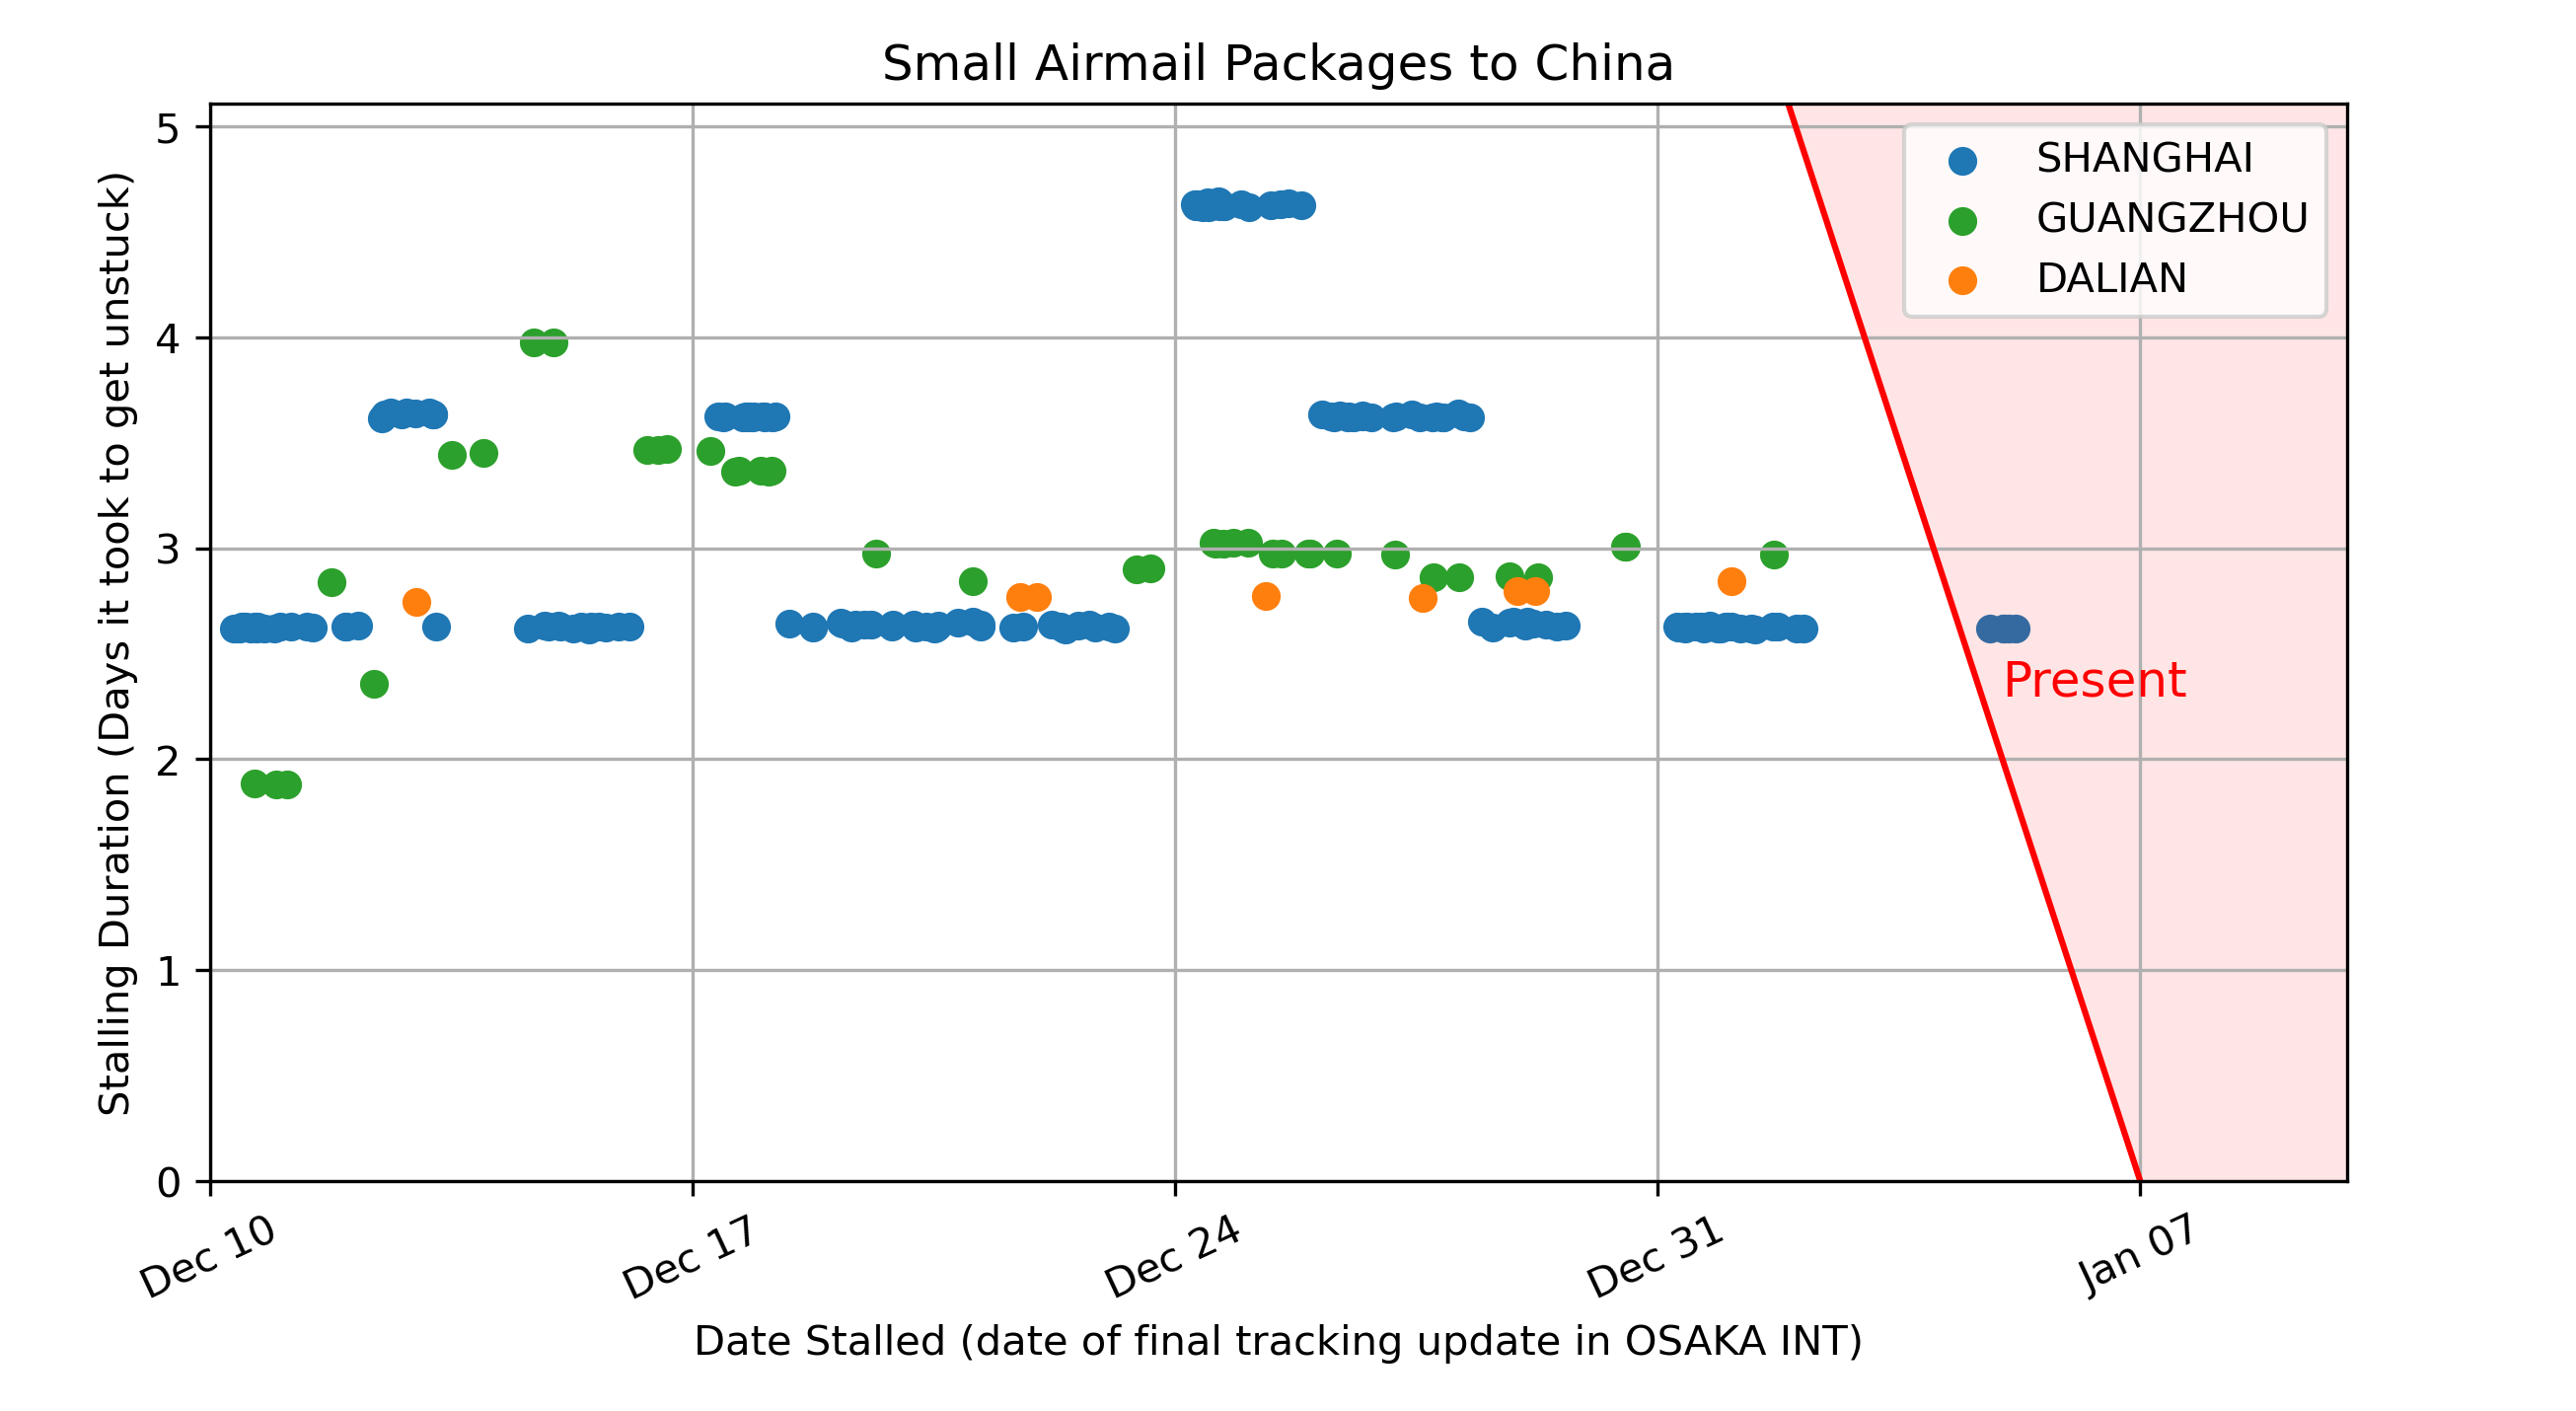 Small Airmail Packages to China
Stalling Duration (Days it took to get unstuck)
5
4
3
2
1
0
SHANGHAI
GUANGZHOU
DALIAN
Present
Dec 10
Dec 17
Dec 24
Dec 31
Jan 07
Date Stalled (date of final tracking update in OSAKA INT)